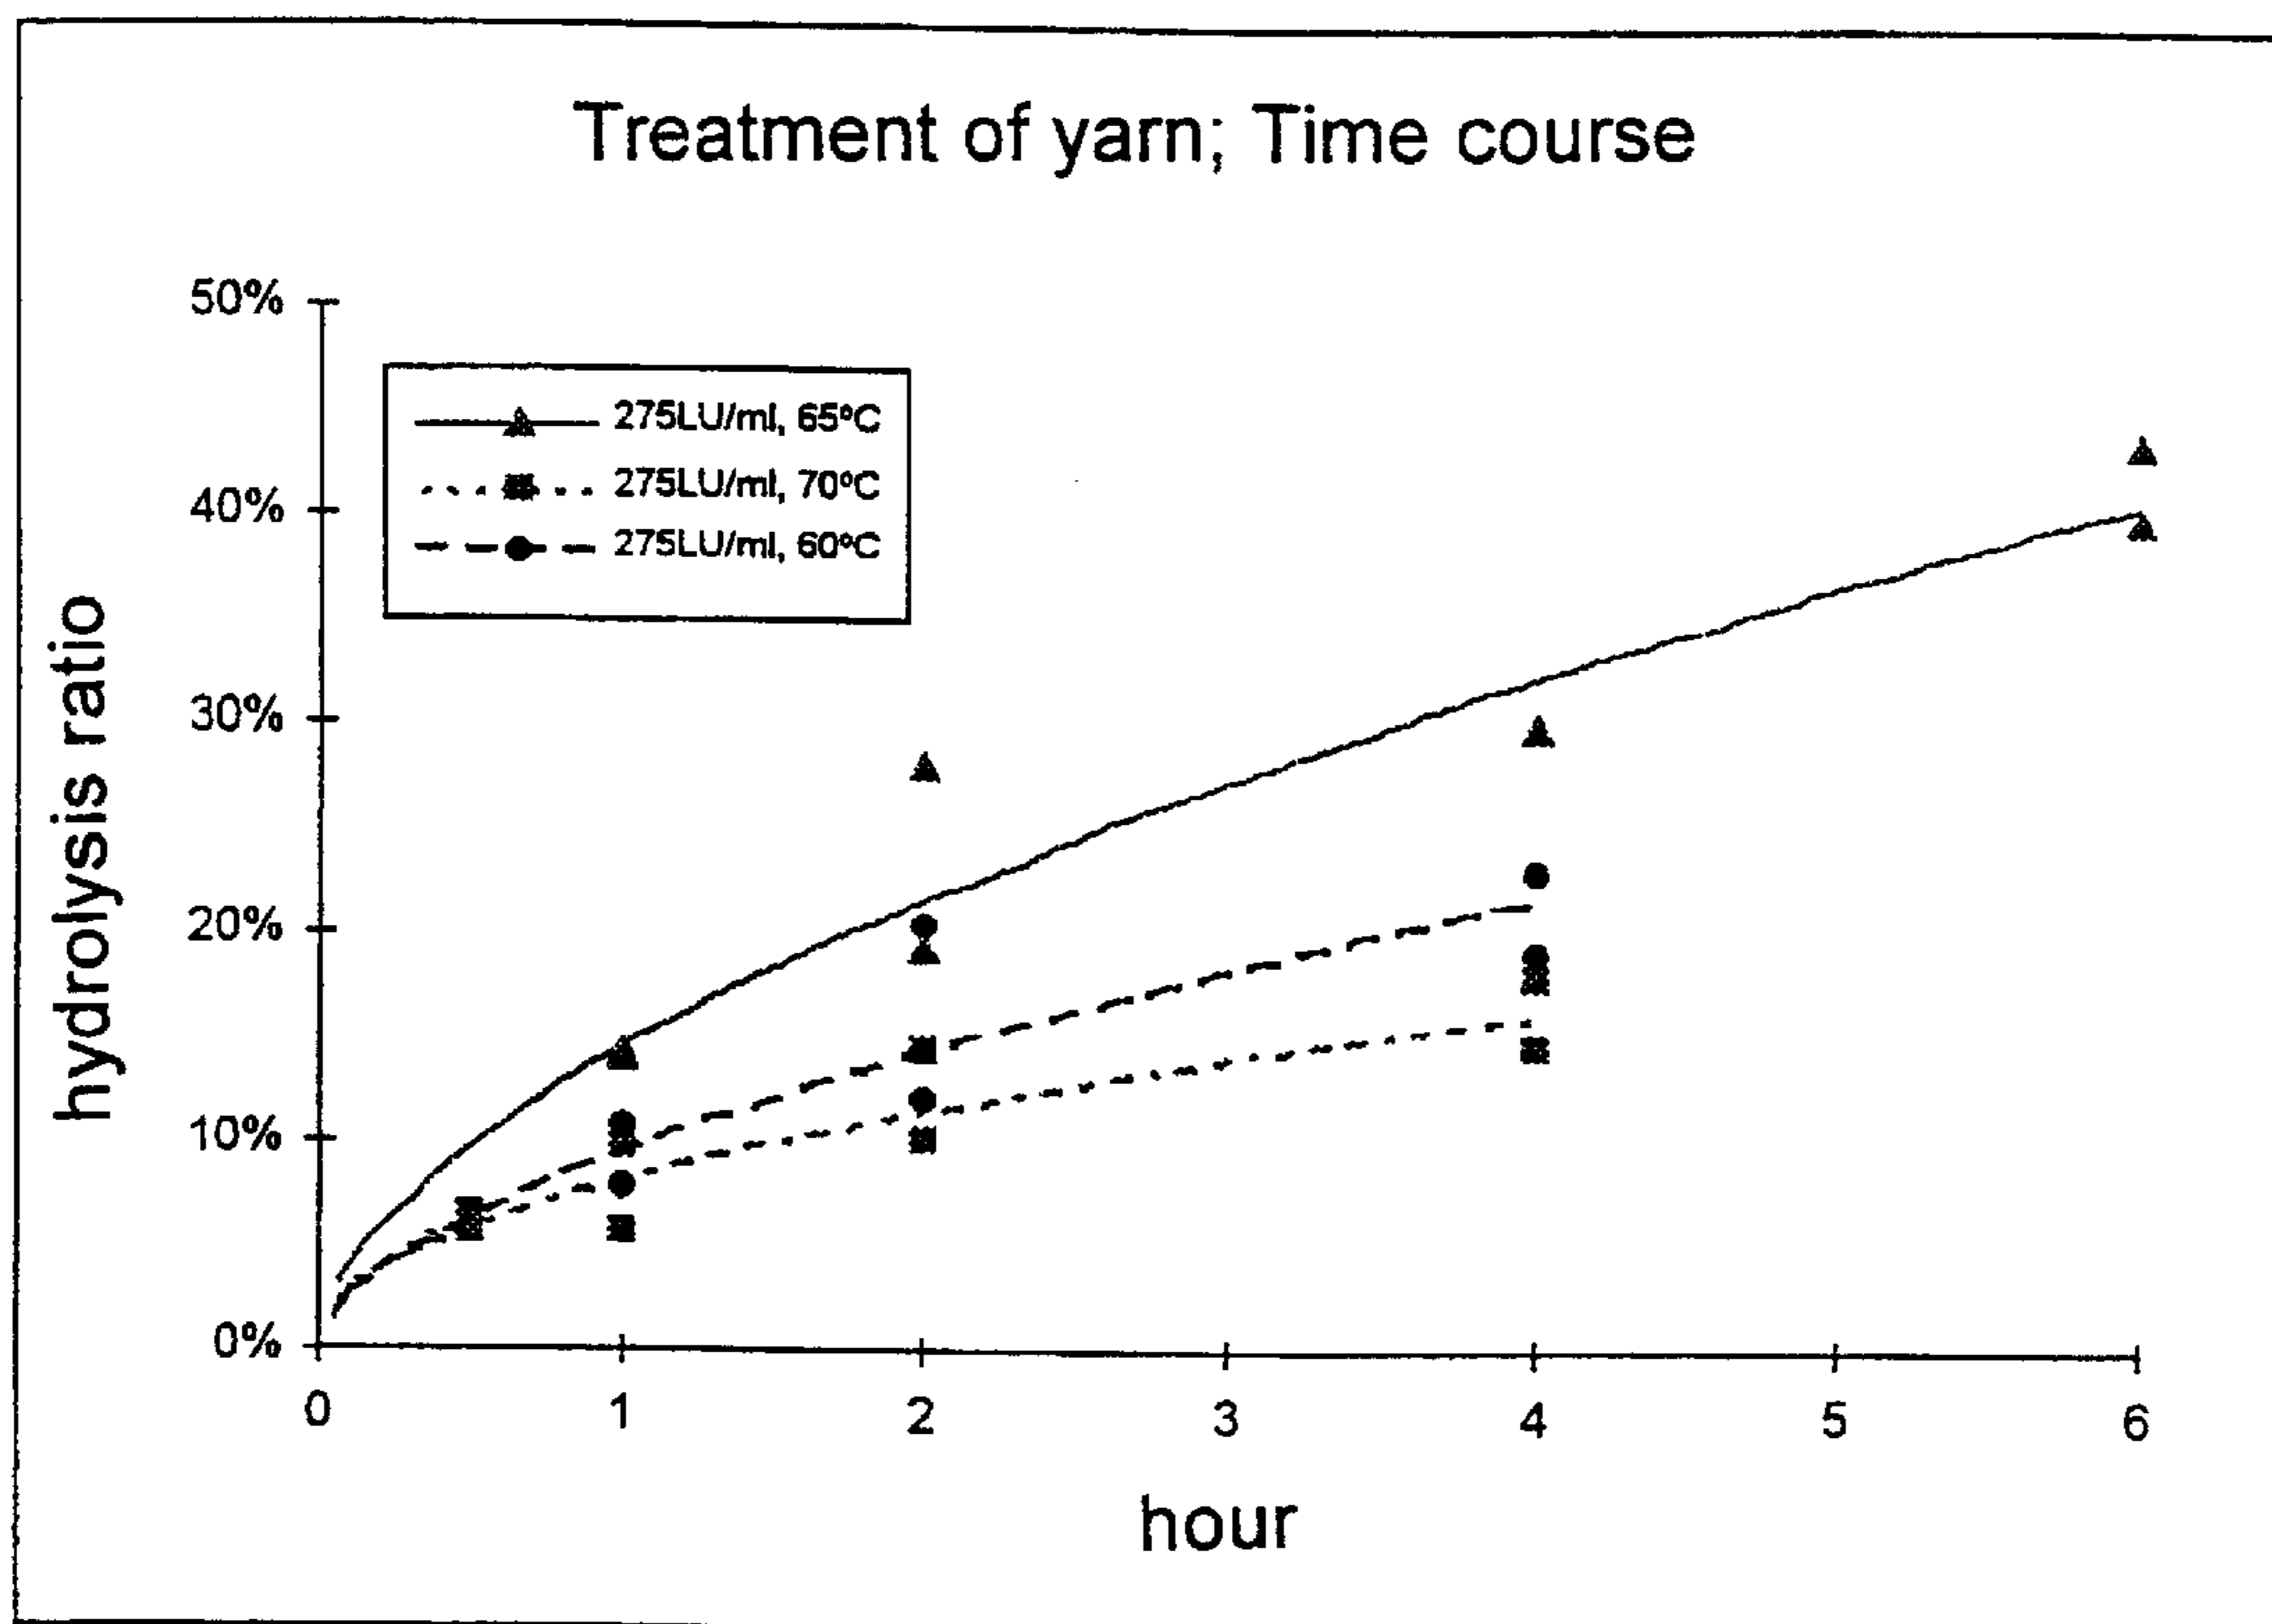 Treatment of yarn; Time course
50%
40%
30%
20%
10%
0%
hydrolysis ratio
275LU/ml, 65°C
275LU/ml, 70°C
275LU/ml, 60°C
0 1 2 3 4 5 6
hour